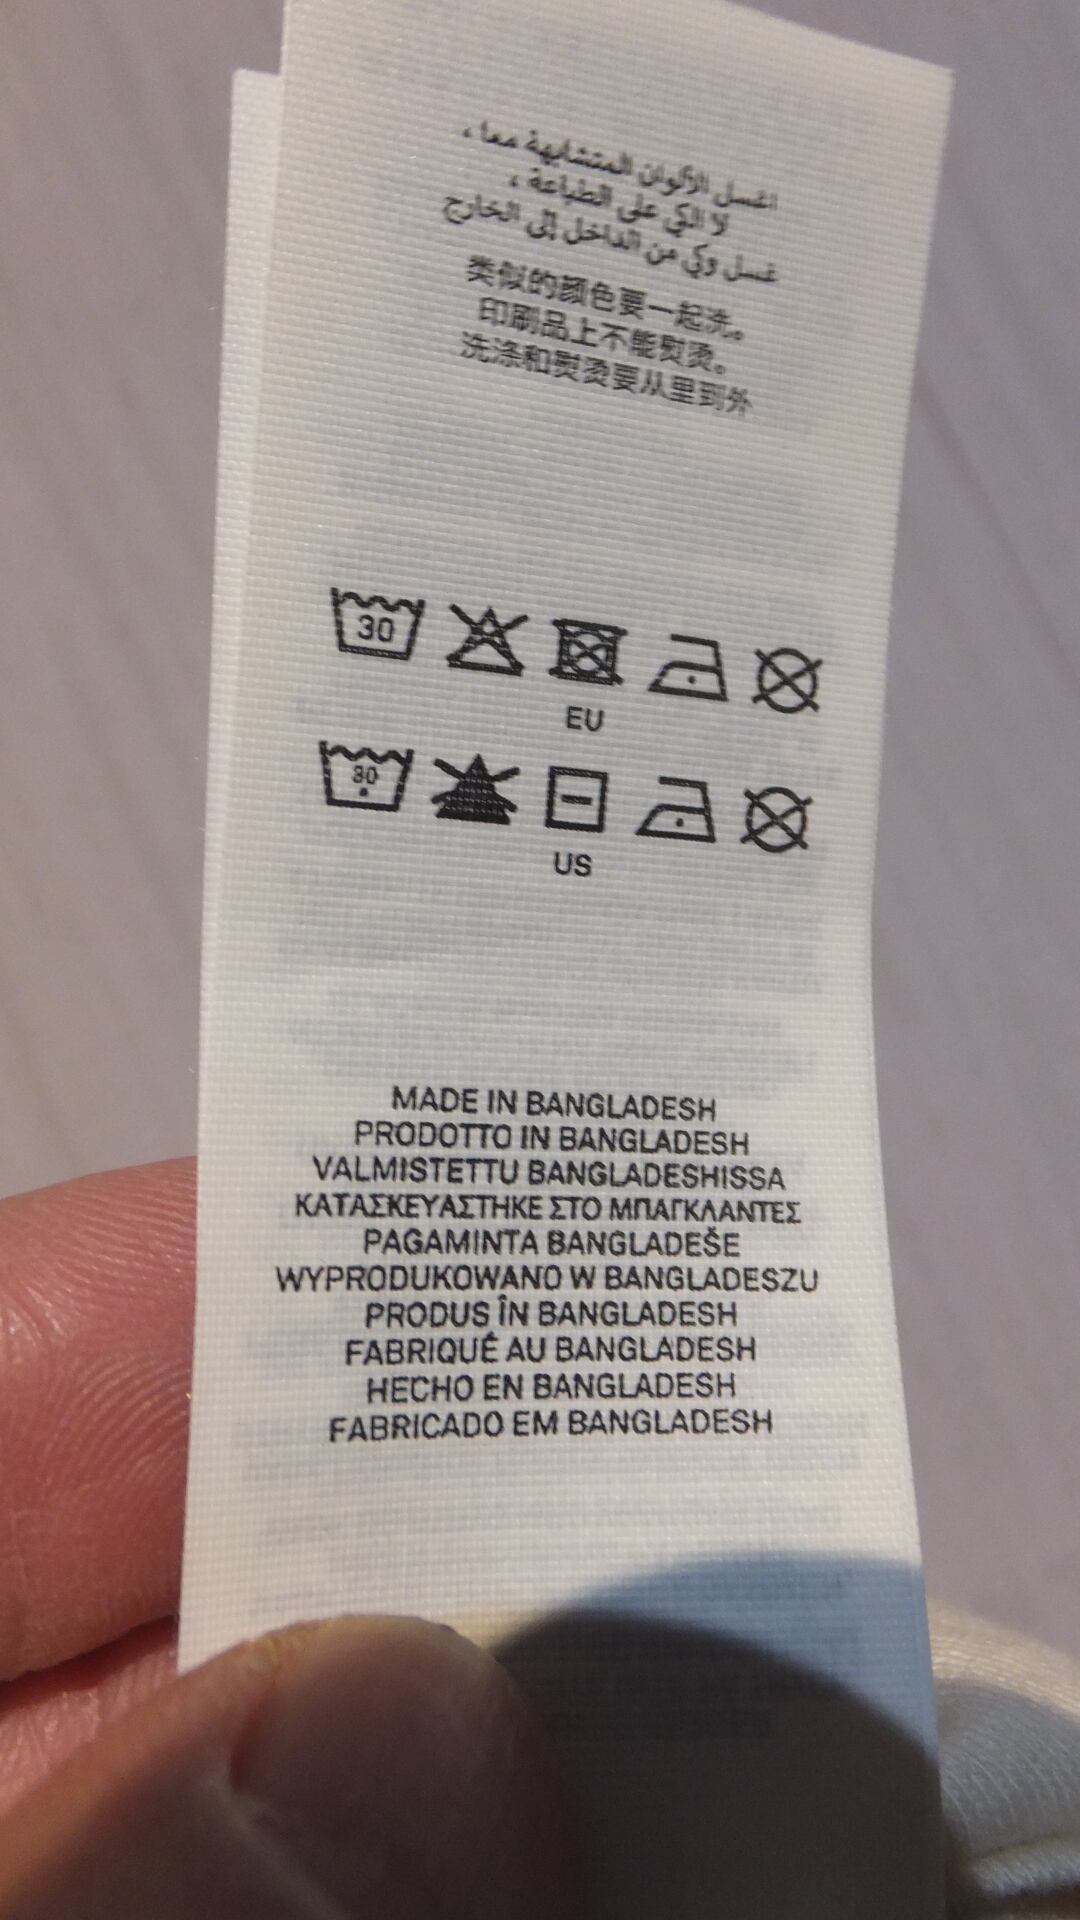 اغسل الألوان المتشابهة معا ،
لا الكي على الطباعة ،
غسل وكي من الداخل إلى الخارج
类似的颜色要一起洗。
印刷品上不能熨烫。
洗涤和熨烫要从里到外
30
EU
30
US
MADE IN BANGLADESH
PRODOTTO IN BANGLADESH
VALMISTETTU BANGLADESHISSA
ΚΑΤΑΣΚΕΥΑΣΤΗΚΕ ΣΤΟ ΜΠΑΓΚΛΑΝΤΕΣ
PAGAMINTA BANGLADEŠE
WYPRODUKOWANO W BANGLADESZU
PRODUS ÎN BANGLADESH
FABRIQUÉ AU BANGLADESH
HECHO EN BANGLADESH
FABRICADO EM BANGLADESH